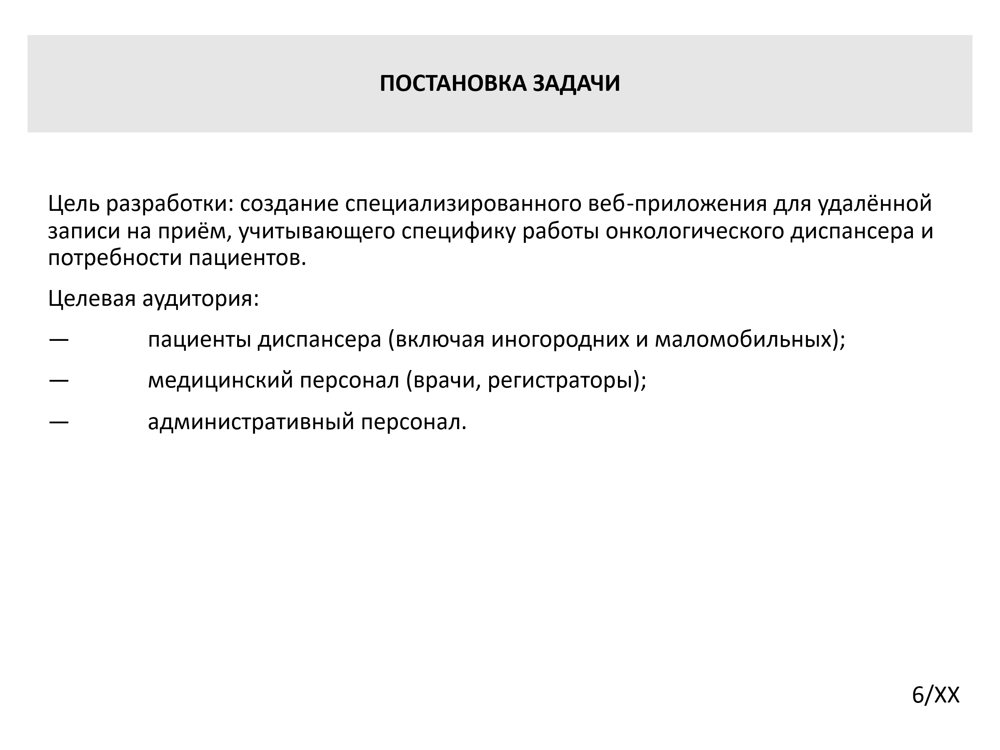 ПОСТАНОВКА ЗАДАЧИ
Цель разработки: создание специализированного веб-приложения для удалённой
записи на приём, учитывающего специфику работы онкологического диспансера и
потребности пациентов.
Целевая аудитория:
— пациенты диспансера (включая иногородних и маломобильных);
— медицинский персонал (врачи, регистраторы);
— административный персонал.
6/XX